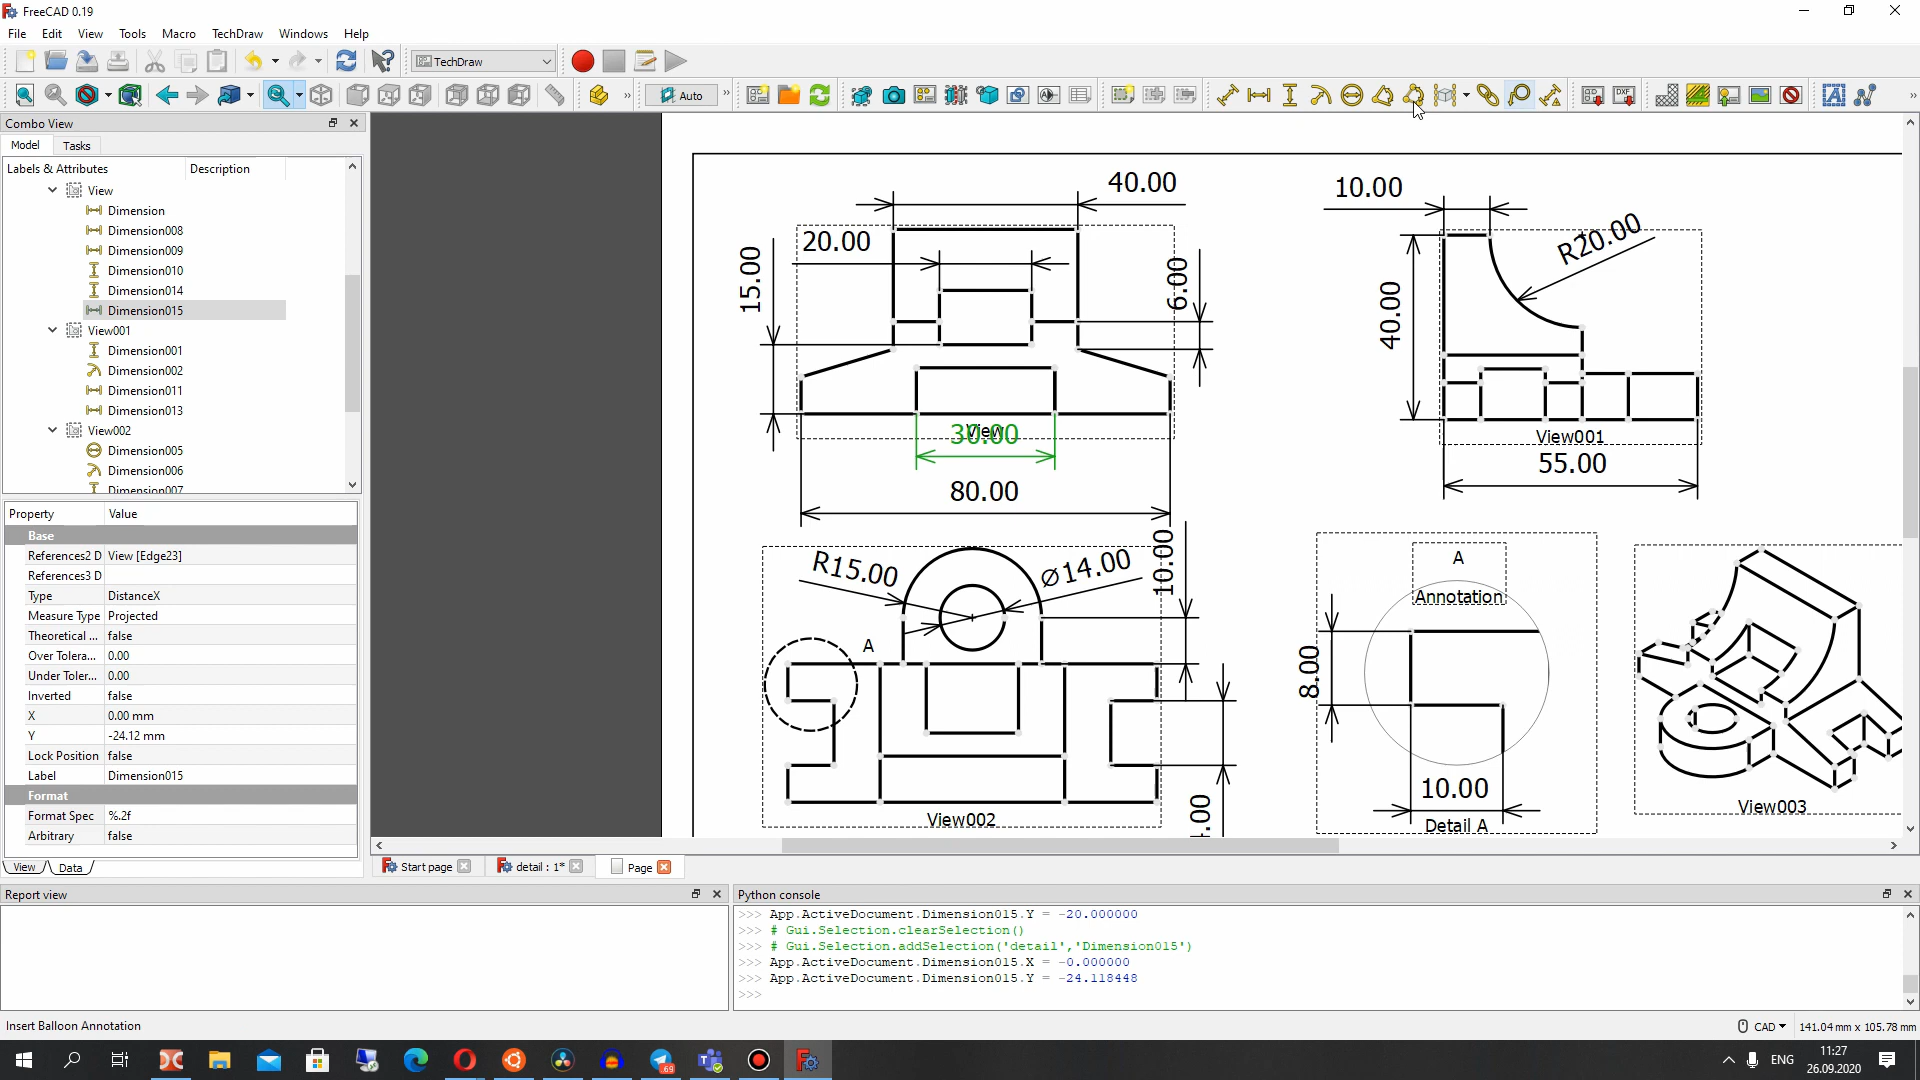 FreeCAD 0.19
File Edit View Tools Macro TechDraw Windows Help
TechDraw
Auto
Combo View
Model Tasks
Labels & Attributes Description
View
Dimension
Dimension008
Dimension009
Dimension010
Dimension014
Dimension015
View001
Dimension001
Dimension002
Dimension011
Dimension013
View002
Dimension005
Dimension006
Dimension007
Property Value
Base
References2 D View [Edge23]
References3 D
Type DistanceX
Measure Type Projected
Theoretical ... false
Over Tolera... 0.00
Under Toler... 0.00
Inverted false
X 0.00 mm
Y -24.12 mm
Lock Position false
Label Dimension015
Format
Format Spec %.2f
Arbitrary false
View Data
40.00
20.00
15.00
6.00
View
30.00
80.00
10.00
R20.00
40.00
View001
55.00
R15.00
⌀14.00
10.00
A
View002
A
Annotation
8.00
10.00
Detail A
View003
Start page
detail : 1*
Page
Report view
Python console
>>> App.ActiveDocument.Dimension015.Y = -20.000000
>>> # Gui.Selection.clearSelection()
>>> # Gui.Selection.addSelection('detail','Dimension015')
>>> App.ActiveDocument.Dimension015.X = -0.000000
>>> App.ActiveDocument.Dimension015.Y = -24.118448
>>>
Insert Balloon Annotation
CAD
141.04 mm x 105.78 mm
69
ENG
11:27
26.09.2020